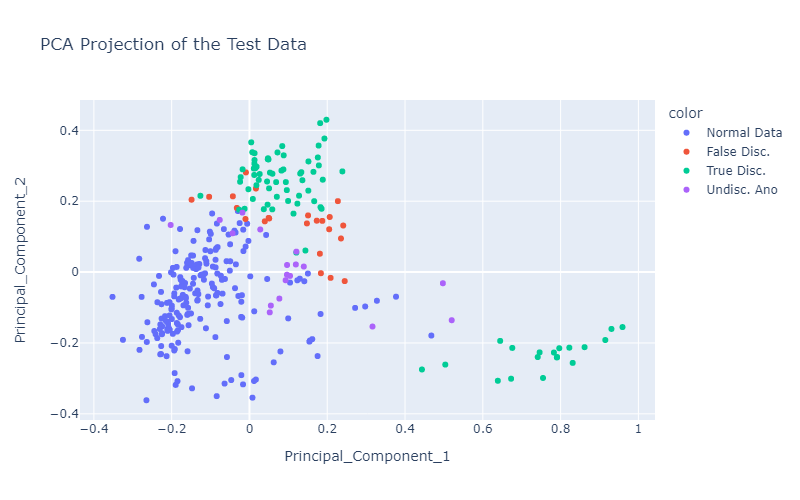 PCA Projection of the Test Data
color
Normal Data
False Disc.
True Disc.
Undisc. Ano
Principal_Component_2
0.4
0.2
0
−0.2
−0.4
−0.4
−0.2
0
0.2
0.4
0.6
0.8
1
Principal_Component_1